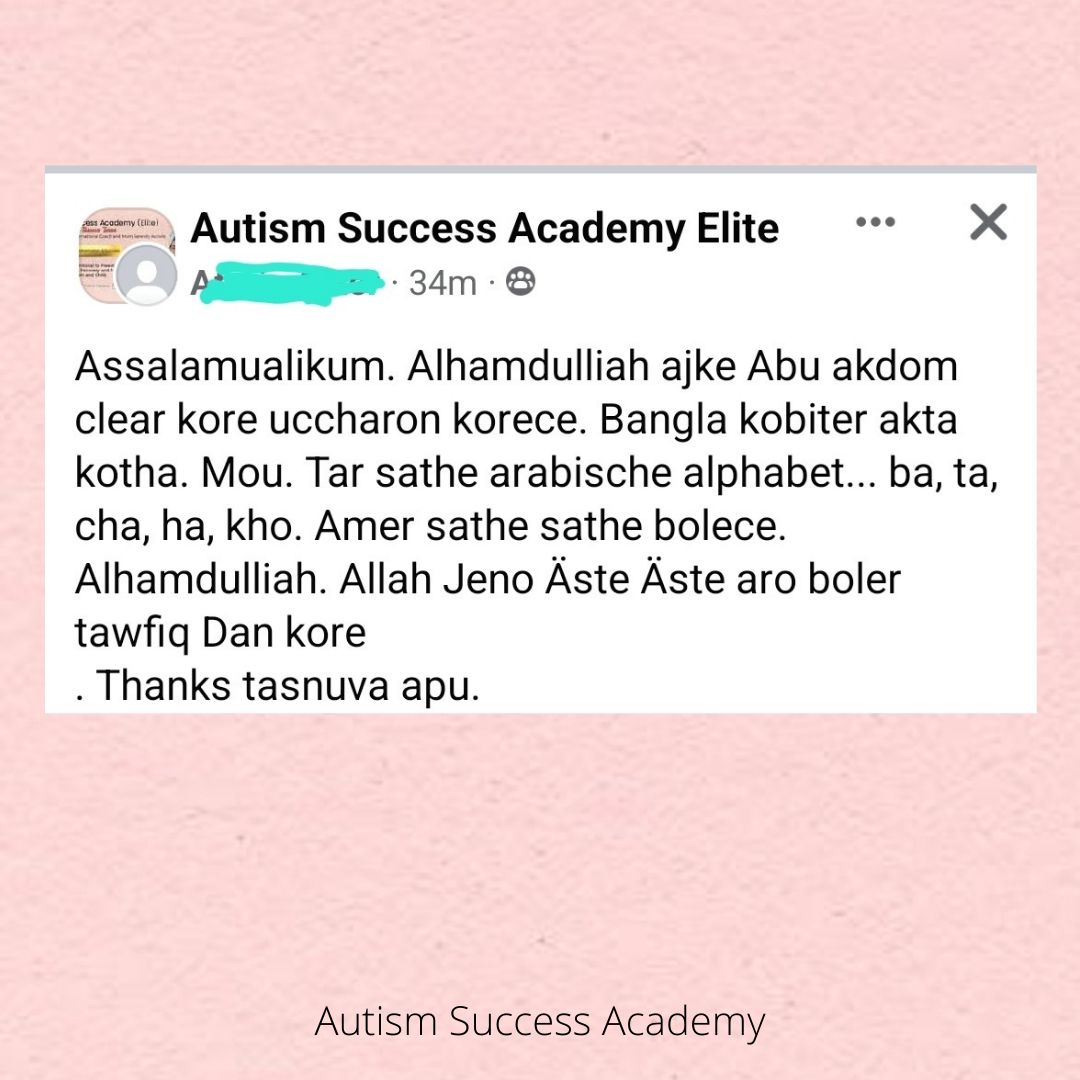 Autism Success Academy Elite
34m
Assalamualikum. Alhamdulliah ajke Abu akdom
clear kore uccharon korece. Bangla kobiter akta
kotha. Mou. Tar sathe arabische alphabet... ba, ta,
cha, ha, kho. Amer sathe sathe bolece.
Alhamdulliah. Allah Jeno Äste Äste aro boler
tawfiq Dan kore
. Thanks tasnuva apu.
Autism Success Academy